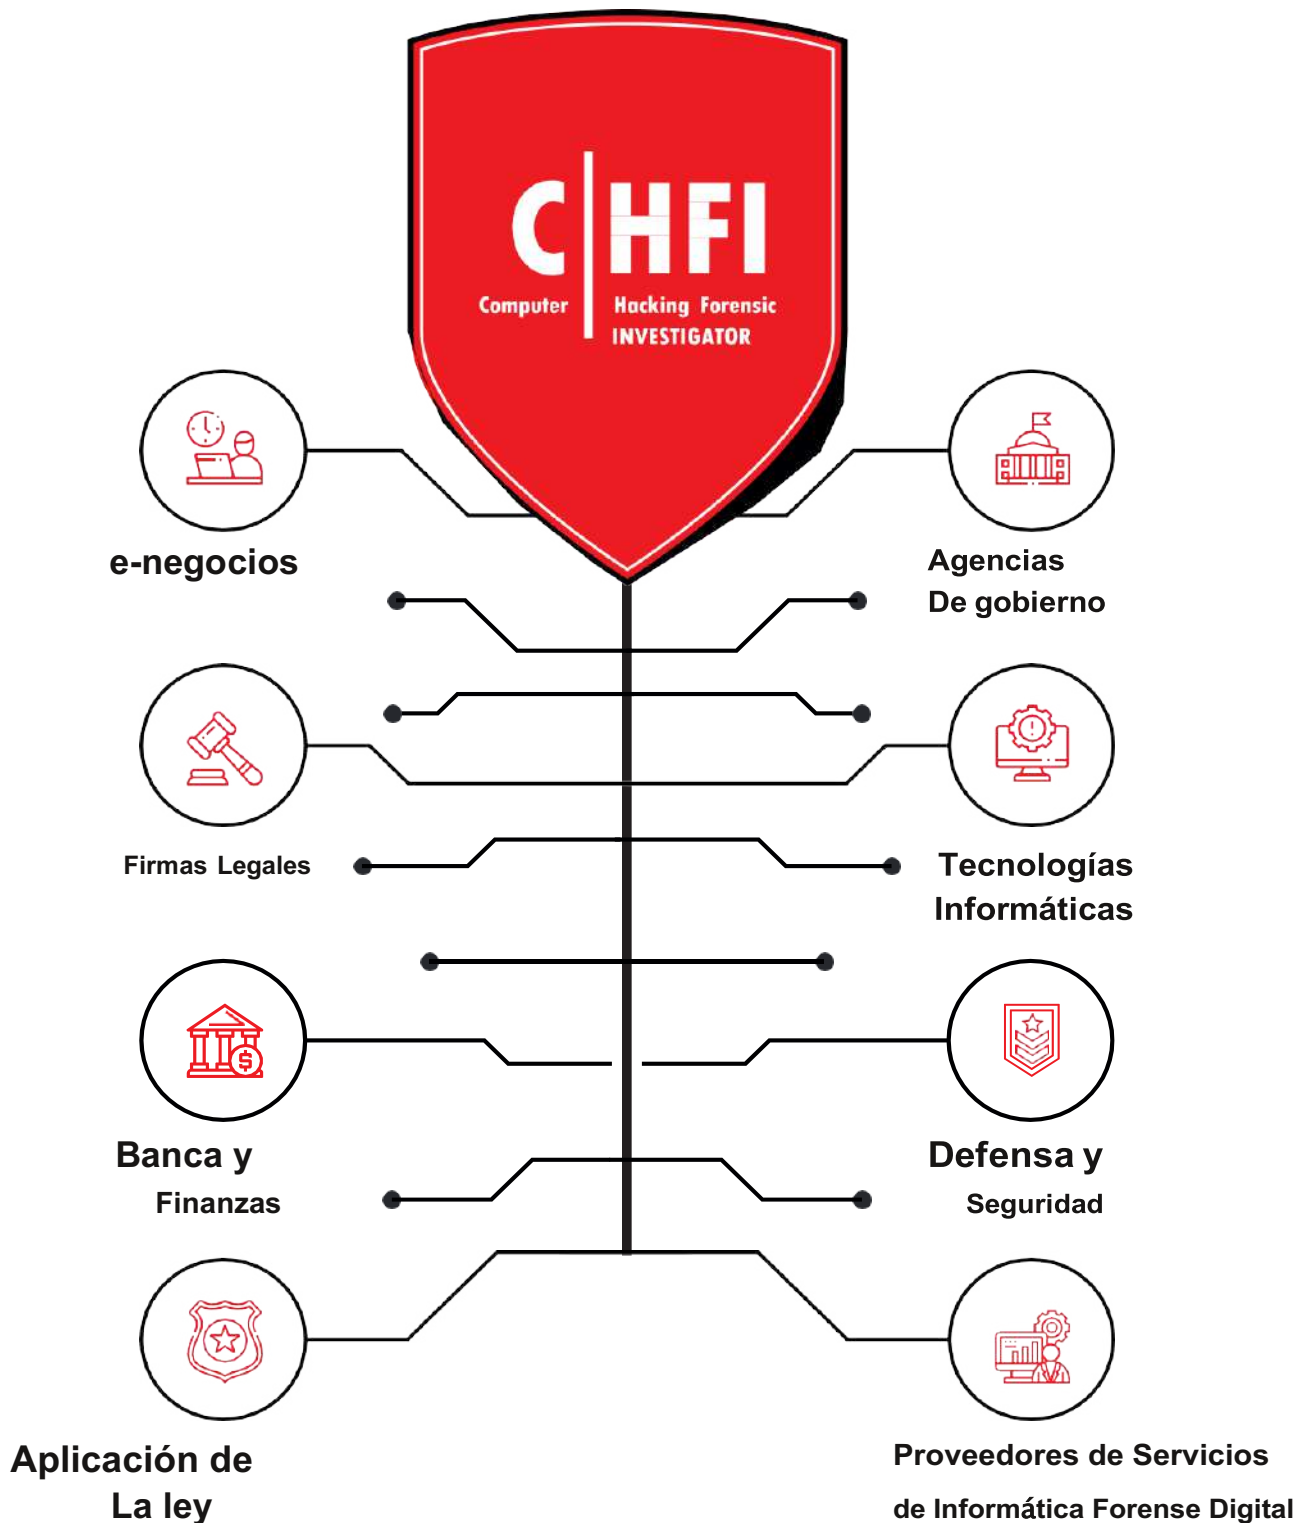 C HFI
Computer Hacking Forensic
INVESTIGATOR
e-negocios
Agencias
De gobierno
Firmas Legales
Tecnologías
Informáticas
Banca y
Finanzas
Defensa y
Seguridad
Aplicación de
La ley
Proveedores de Servicios
de Informática Forense Digital